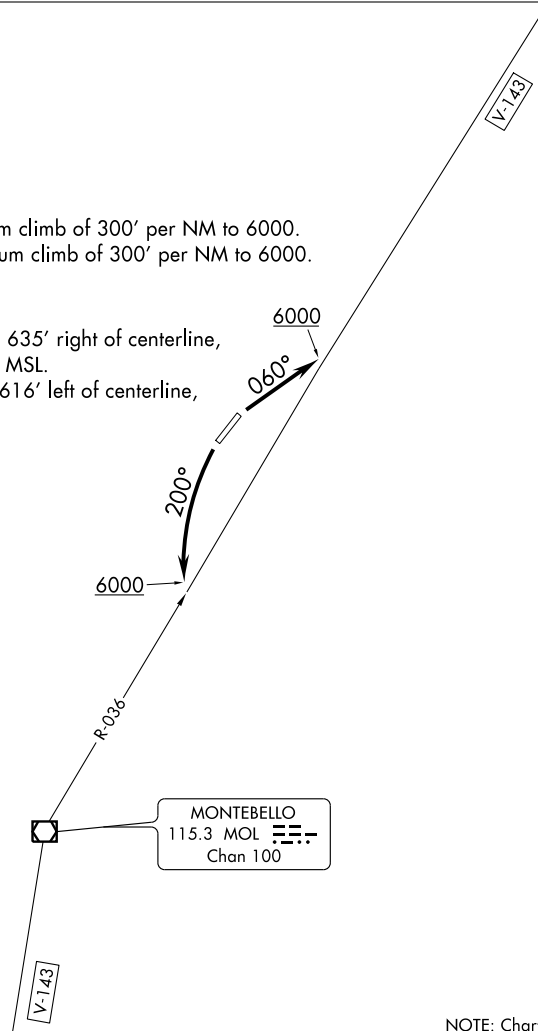 V-143
m climb of 300' per NM to 6000.
um climb of 300' per NM to 6000.
6000
635' right of centerline,
MSL.
616' left of centerline,
060°
200°
6000
R-036
MONTEBELLO
115.3 MOL
Chan 100
V-143
NOTE: Char